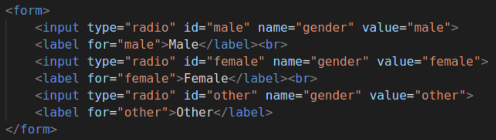 <form>
    <input type="radio" id="male" name="gender" value="male">
    <label for="male">Male</label><br>
    <input type="radio" id="female" name="gender" value="female">
    <label for="female">Female</label><br>
    <input type="radio" id="other" name="gender" value="other">
    <label for="other">Other</label>
</form>